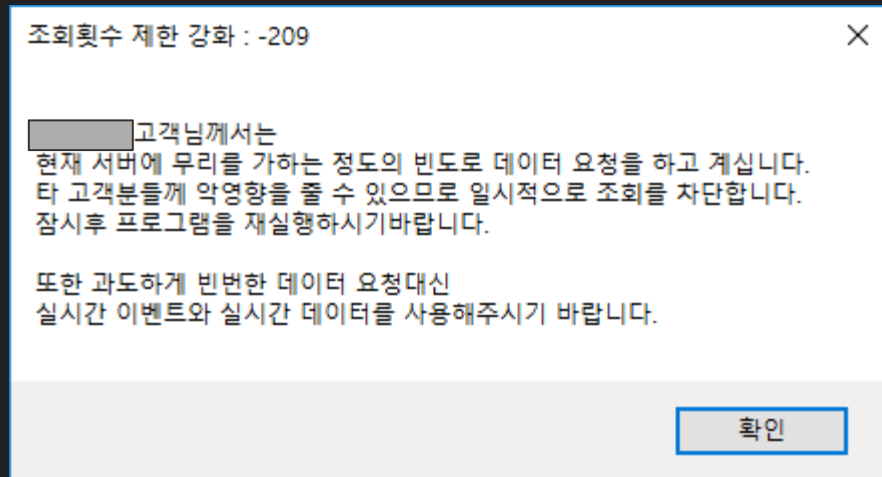 조회횟수 제한 강화 : -209
고객님께서는
현재 서버에 무리를 가하는 정도의 빈도로 데이터 요청을 하고 계십니다.
타 고객분들께 악영향을 줄 수 있으므로 일시적으로 조회를 차단합니다.
잠시후 프로그램을 재실행하시기바랍니다.
또한 과도하게 빈번한 데이터 요청대신
실시간 이벤트와 실시간 데이터를 사용해주시기 바랍니다.
확인